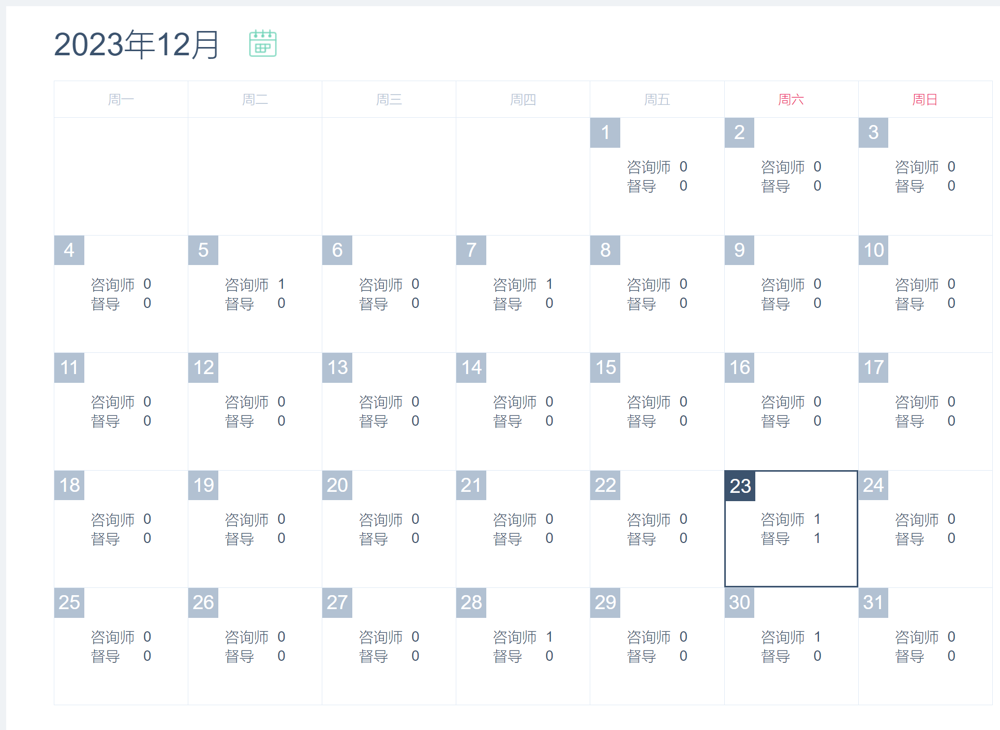 2023年12月
周一 周二 周三 周四 周五 周六 周日
1 2 3
咨询师 0 咨询师 0 咨询师 0
督导 0 督导 0 督导 0
4 5 6 7 8 9 10
咨询师 0 咨询师 1 咨询师 0 咨询师 1 咨询师 0 咨询师 0 咨询师 0
督导 0 督导 0 督导 0 督导 0 督导 0 督导 0 督导 0
11 12 13 14 15 16 17
咨询师 0 咨询师 0 咨询师 0 咨询师 0 咨询师 0 咨询师 0 咨询师 0
督导 0 督导 0 督导 0 督导 0 督导 0 督导 0 督导 0
18 19 20 21 22 23 24
咨询师 0 咨询师 0 咨询师 0 咨询师 0 咨询师 0 咨询师 1 咨询师 0
督导 0 督导 0 督导 0 督导 0 督导 0 督导 1 督导 0
25 26 27 28 29 30 31
咨询师 0 咨询师 0 咨询师 0 咨询师 1 咨询师 0 咨询师 1 咨询师 0
督导 0 督导 0 督导 0 督导 0 督导 0 督导 0 督导 0